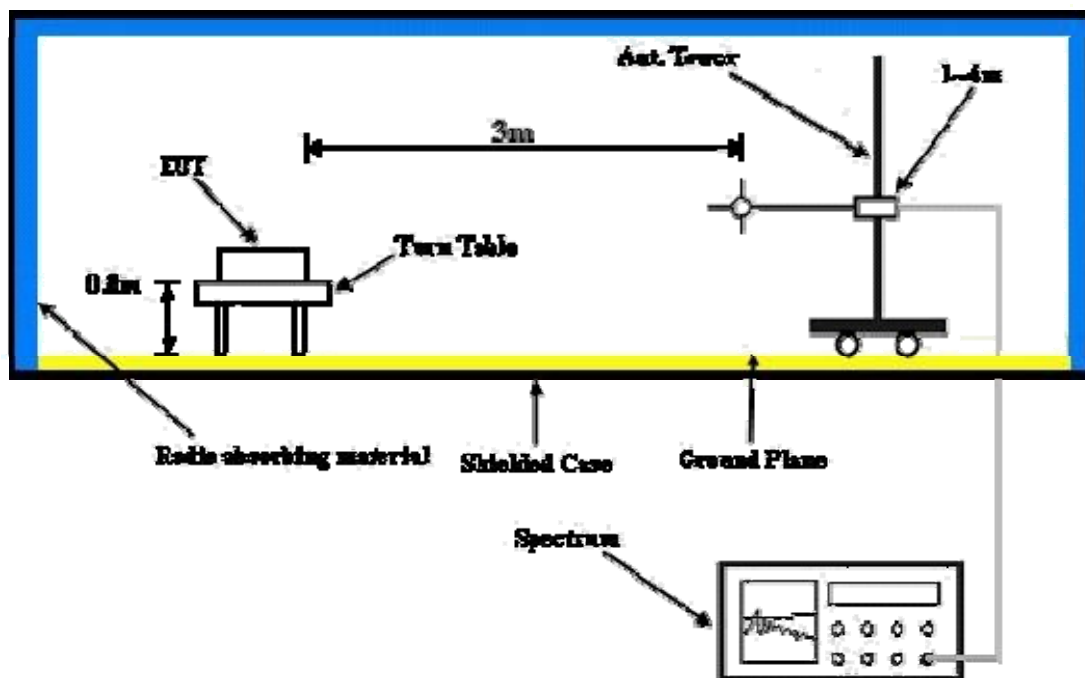 Ant. Tower
1-4m
3m
EUT
Turn Table
0.8m
Radio absorbing material
Shielded Case
Ground Plane
Spectrum